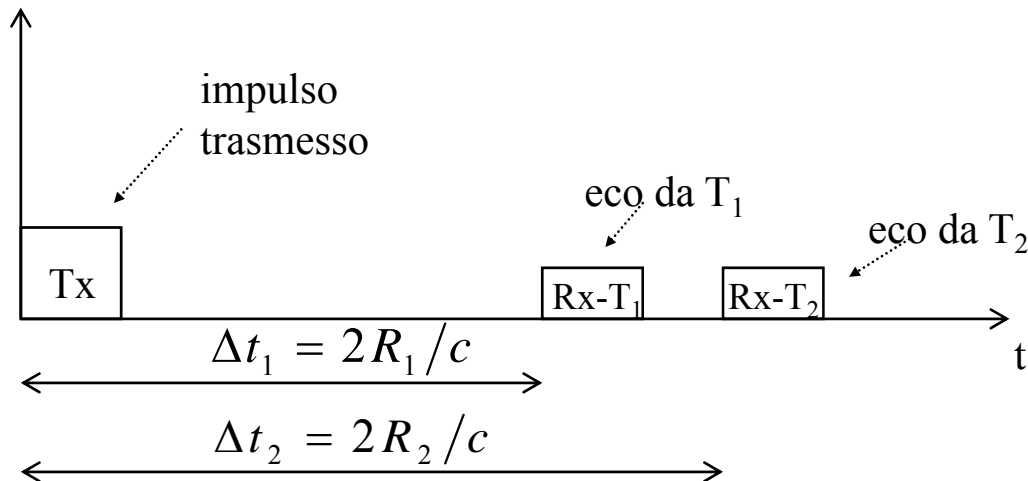 impulso
trasmesso
eco da T₁
eco da T₂
Tx
Rx-T₁
Rx-T₂
t
Δt₁ = 2R₁/c
Δt₂ = 2R₂/c